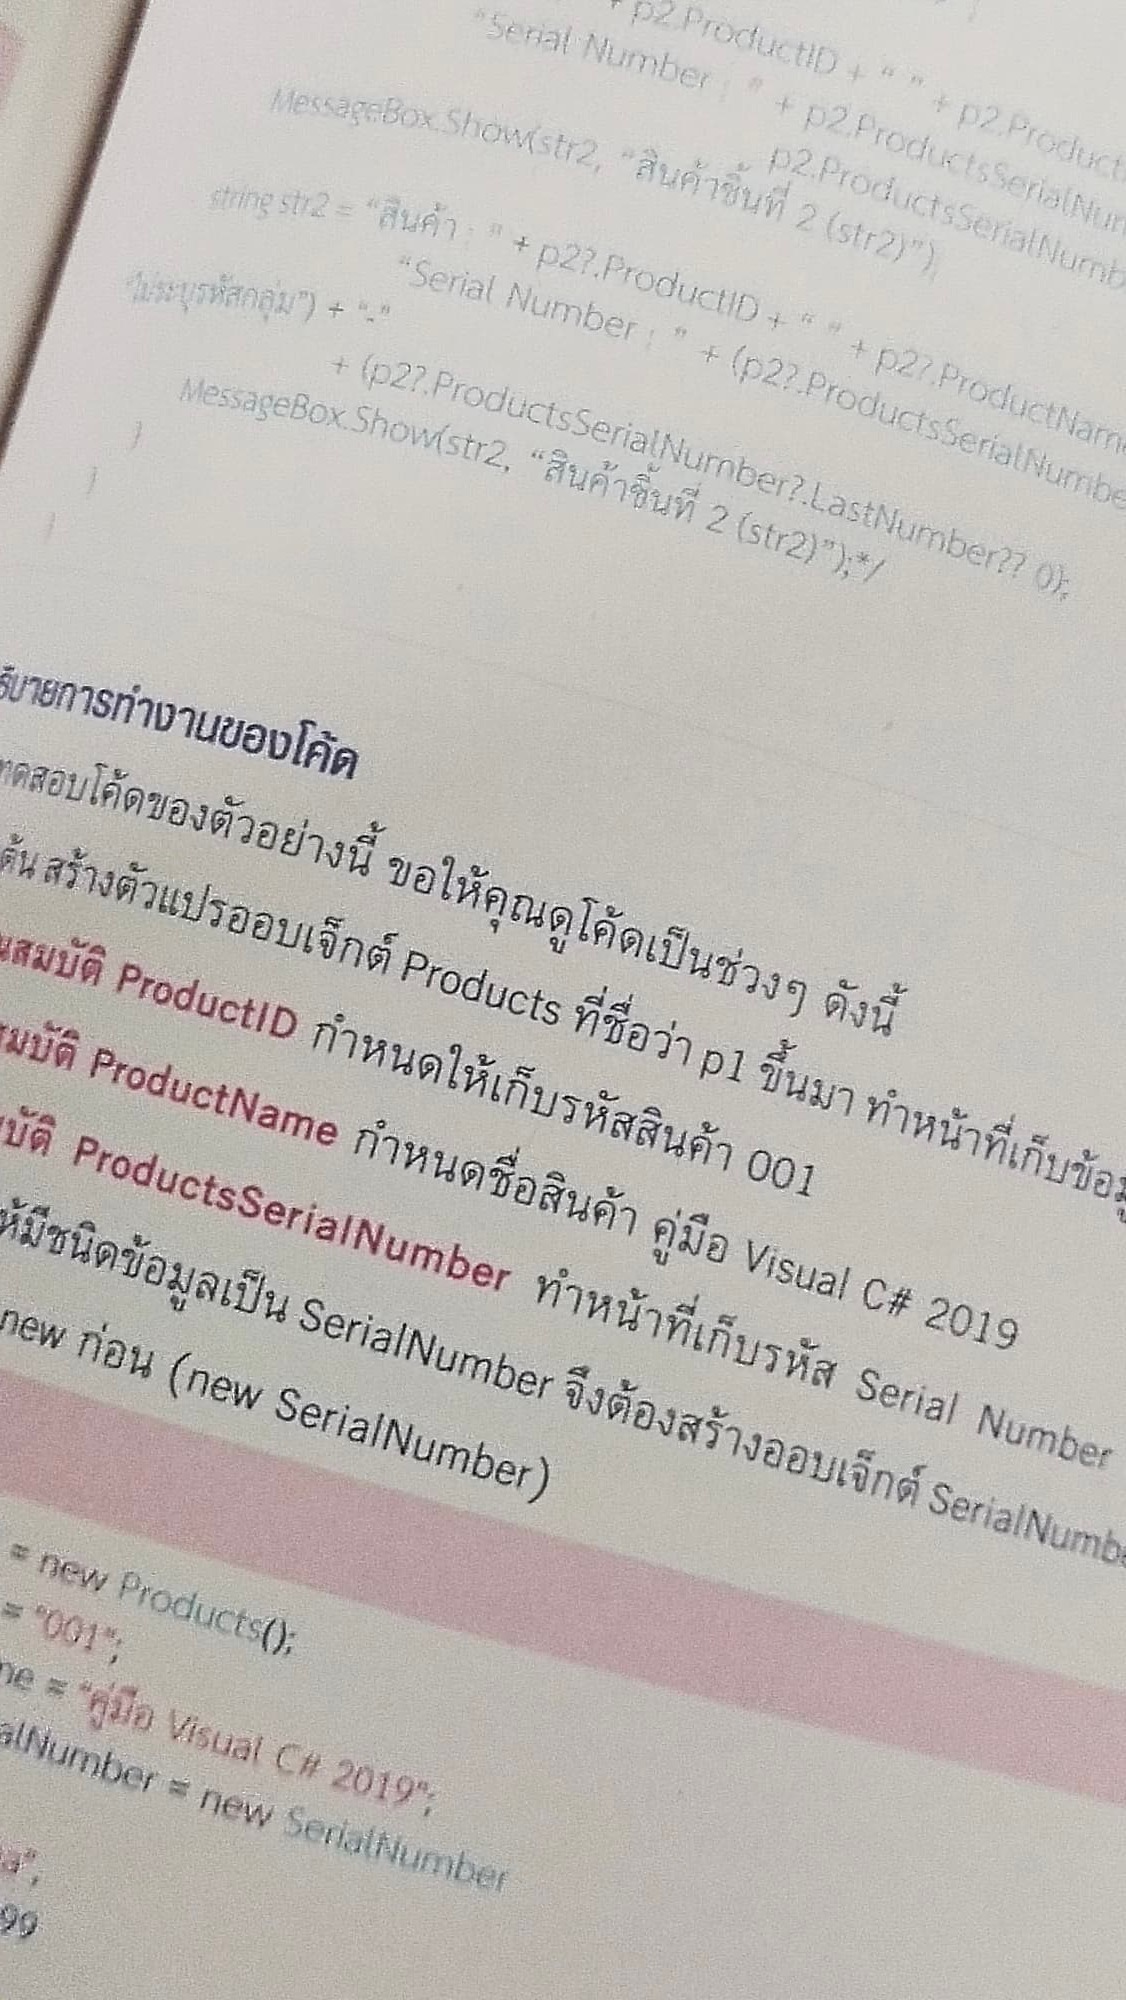 + p2.ProductID + " " + p2.Product
"Serial Number : " + p2.ProductsSerialNum
p2.ProductsSerialNumb
MessageBox.Show(str2, "สินค้าชิ้นที่ 2 (str2)");
string str2 = "สินค้า : " + p2?.ProductID + " " + p2?.ProductName
"Serial Number : " + (p2?.ProductsSerialNumbe
"ไม่ระบุรหัสกลุ่ม") + "-"
+ (p2?.ProductsSerialNumber?.LastNumber?? 0);
MessageBox.Show(str2, "สินค้าชิ้นที่ 2 (str2)");*/
}
}
}
ธิบายการทำงานของโค้ด
ทดสอบโค้ดของตัวอย่างนี้ ขอให้คุณดูโค้ดเป็นช่วงๆ ดังนี้
ต้น สร้างตัวแปรออบเจ็กต์ Products ที่ชื่อว่า p1 ขึ้นมา ทำหน้าที่เก็บข้อมู
ณสมบัติ ProductID กำหนดให้เก็บรหัสสินค้า 001
สมบัติ ProductName กำหนดชื่อสินค้า คู่มือ Visual C# 2019
บัติ ProductsSerialNumber ทำหน้าที่เก็บรหัส Serial Number
ห้มีชนิดข้อมูลเป็น SerialNumber จึงต้องสร้างออบเจ็กต์ SerialNumbe
new ก่อน (new SerialNumber)
= new Products();
= "001";
me = "คู่มือ Visual C# 2019";
alNumber = new SerialNumber
a",
99